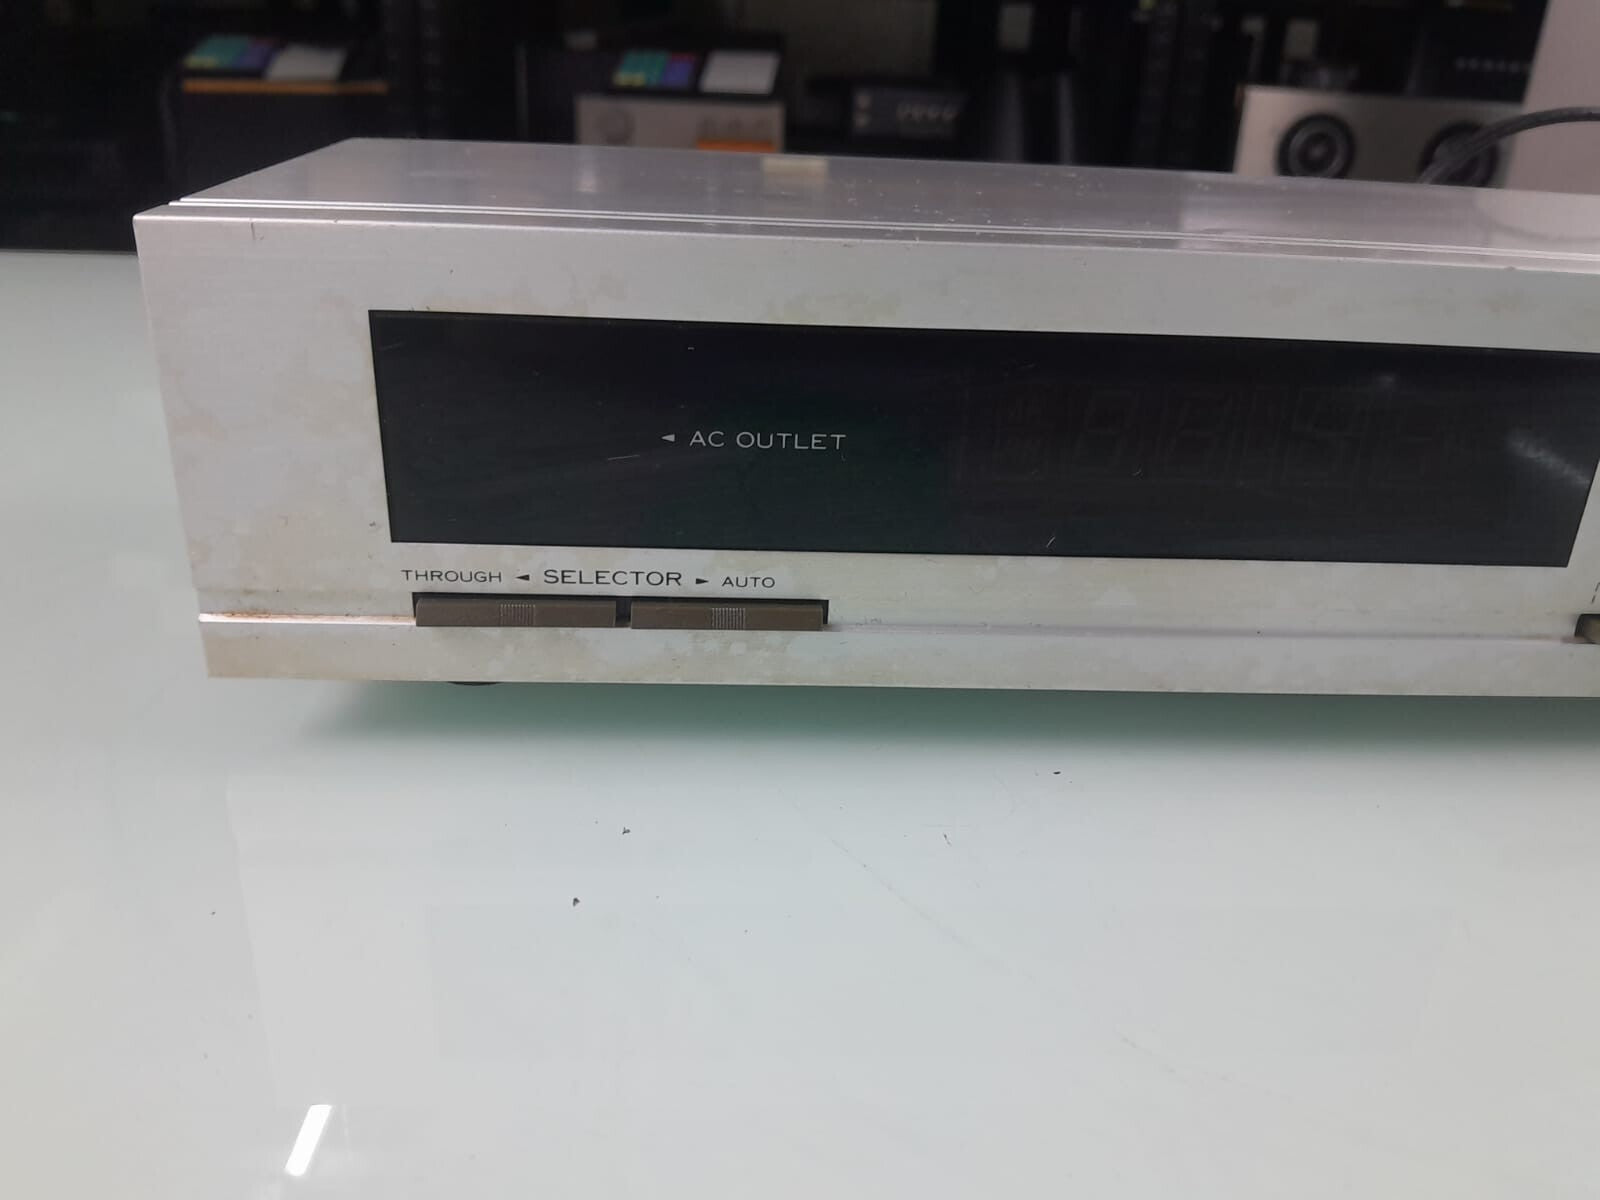 ◄ AC OUTLET
THROUGH ◄ SELECTOR ► AUTO